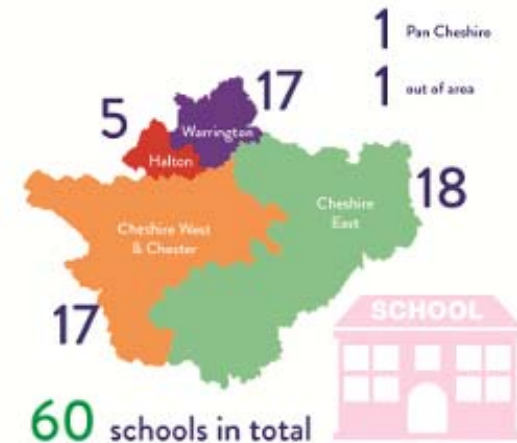 1 Pan Cheshire
1 out of area
17
5
Warrington
Halton
18
Cheshire
East
Cheshire West
& Chester
17
SCHOOL
60 schools in total